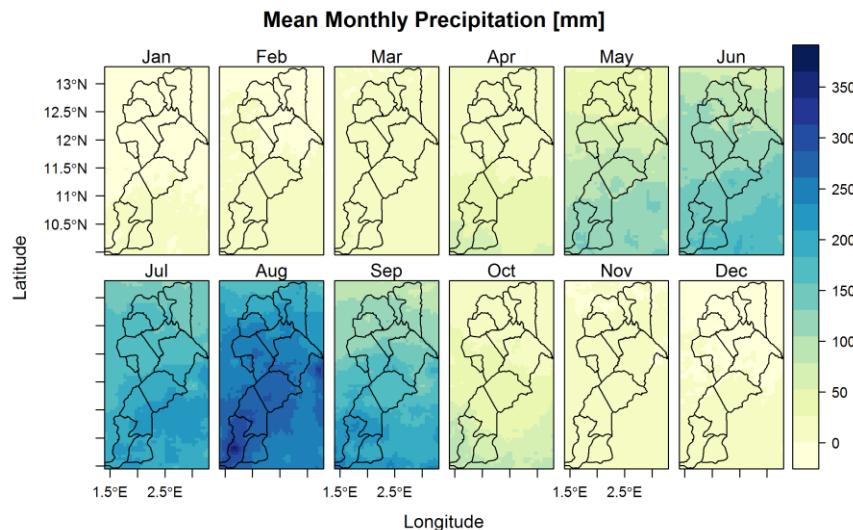 Mean Monthly Precipitation [mm]
Jan Feb Mar Apr May Jun
13°N
12.5°N
12°N
11.5°N
11°N
10.5°N
Jul Aug Sep Oct Nov Dec
350
300
250
200
150
100
50
0
1.5°E 2.5°E 1.5°E 2.5°E 1.5°E 2.5°E
Latitude
Longitude